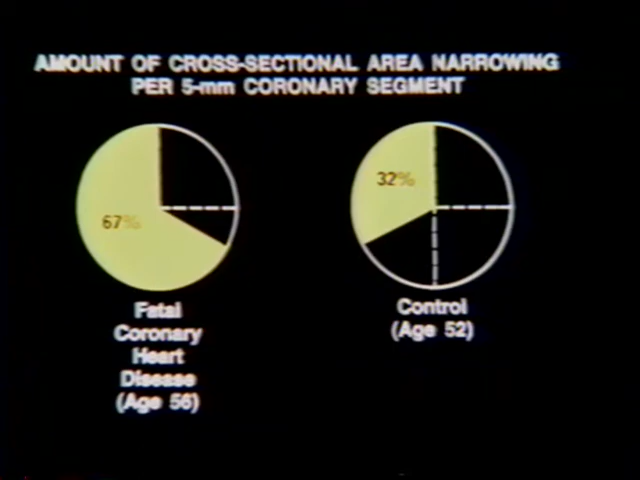 AMOUNT OF CROSS-SECTIONAL AREA NARROWING
PER 5-mm CORONARY SEGMENT
67%
32%
Fatal
Coronary
Heart
Disease
(Age 56)
Control
(Age 52)